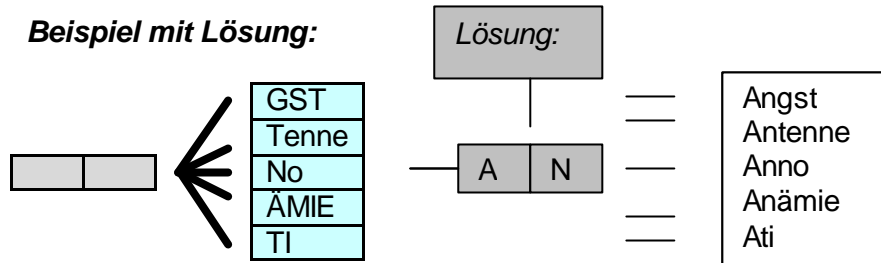 Beispiel mit Lösung:
Lösung:
GST
Tenne
No
ÄMIE
TI
A N
Angst
Antenne
Anno
Anämie
Ati